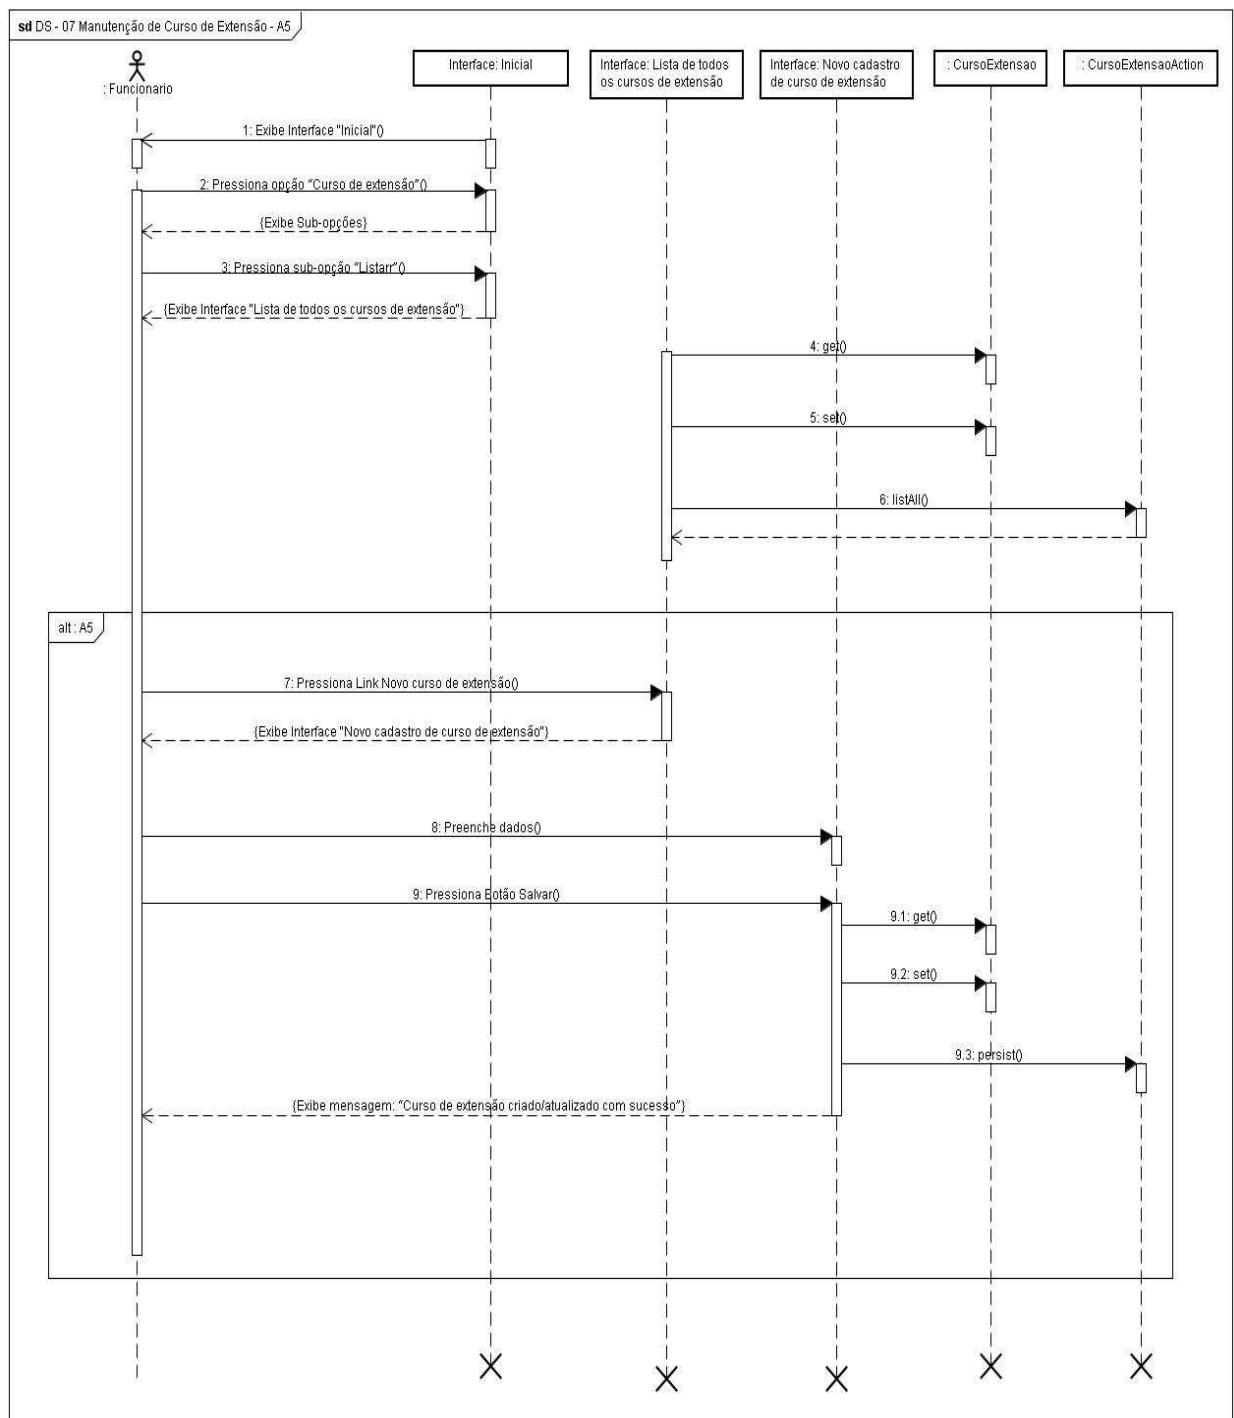 sd DS - 07 Manutenção de Curso de Extensão - A5
: Funcionario
Interface: Inicial
Interface: Lista de todos
os cursos de extensão
Interface: Novo cadastro
de curso de extensão
: CursoExtensao
: CursoExtensaoAction
1: Exibe Interface "Inicial"()
2: Pressiona opção "Curso de extensão"()
{Exibe Sub-opções}
3: Pressiona sub-opção "Listarr"()
{Exibe Interface "Lista de todos os cursos de extensão"}
4: get()
5: set()
6: listAll()
alt : A5
7: Pressiona Link Novo curso de extensão()
{Exibe Interface "Novo cadastro de curso de extensão"}
8: Preenche dados()
9: Pressiona Botão Salvar()
9.1: get()
9.2: set()
9.3: persist()
{Exibe mensagem: "Curso de extensão criado/atualizado com sucesso"}